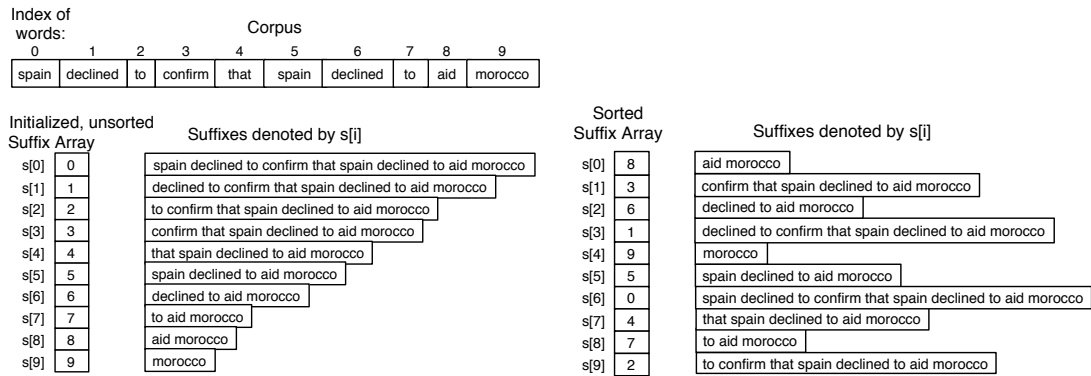 Index of words:
Corpus
0 1 2 3 4 5 6 7 8 9
spain declined to confirm that spain declined to aid morocco
Initialized, unsorted
Suffix Array
Suffixes denoted by s[i]
s[0] 0 spain declined to confirm that spain declined to aid morocco
s[1] 1 declined to confirm that spain declined to aid morocco
s[2] 2 to confirm that spain declined to aid morocco
s[3] 3 confirm that spain declined to aid morocco
s[4] 4 that spain declined to aid morocco
s[5] 5 spain declined to aid morocco
s[6] 6 declined to aid morocco
s[7] 7 to aid morocco
s[8] 8 aid morocco
s[9] 9 morocco
Sorted
Suffix Array
Suffixes denoted by s[i]
s[0] 8 aid morocco
s[1] 3 confirm that spain declined to aid morocco
s[2] 6 declined to aid morocco
s[3] 1 declined to confirm that spain declined to aid morocco
s[4] 9 morocco
s[5] 5 spain declined to aid morocco
s[6] 0 spain declined to confirm that spain declined to aid morocco
s[7] 4 that spain declined to aid morocco
s[8] 7 to aid morocco
s[9] 2 to confirm that spain declined to aid morocco